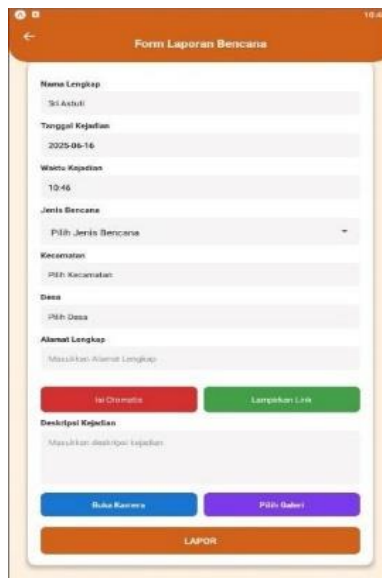 10:4
Form Laporan Bencana
Nama Lengkap
Sri Astuti
Tanggal Kejadian
2025-06-16
Waktu Kejadian
10:46
Jenis Bencana
Pilih Jenis Bencana
Kecamatan
Pilih Kecamatan
Desa
Pilih Desa
Alamat Lengkap
Masukkan Alamat Lengkap
Isi Otomatis Lampirkan Link
Deskripsi Kejadian
Masukkan deskripsi kejadian
Buka Kamera Pilih Galeri
LAPOR